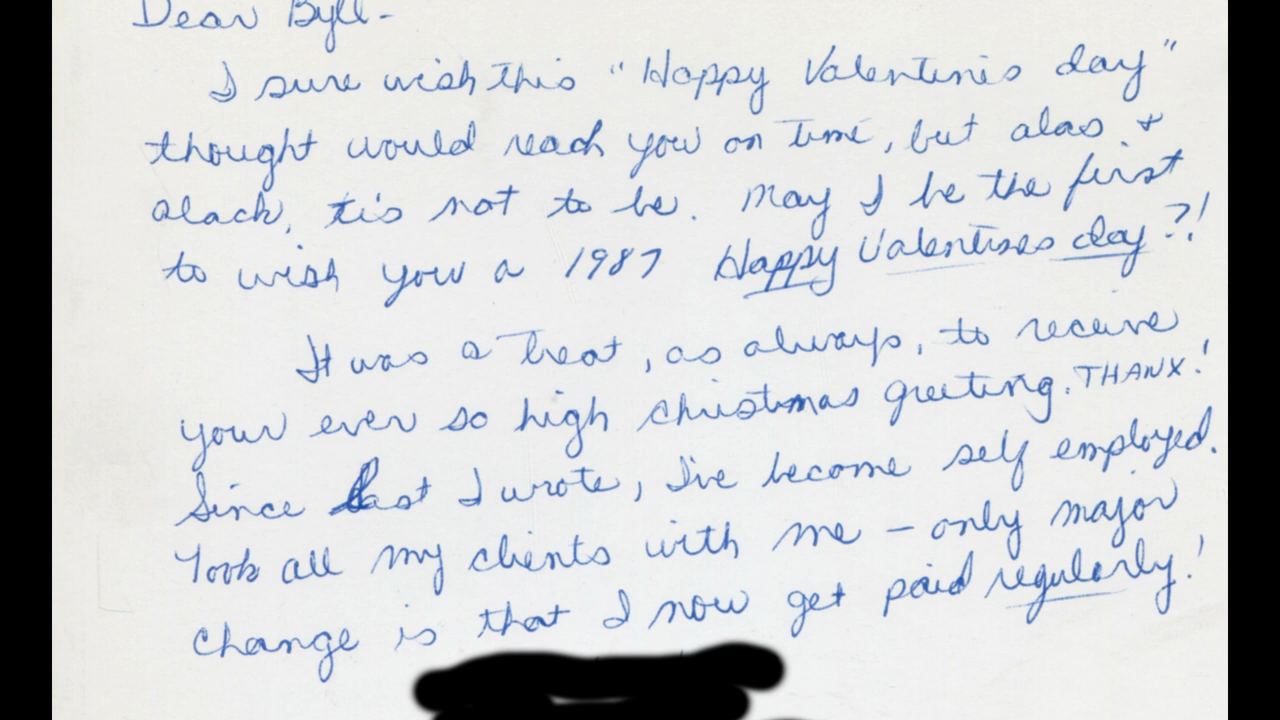 Dear Byll-
I sure wish this "Happy Valentines day"
thought would reach you on time, but alas &
alack, tis not to be. May I be the first
to wish you a 1987 Happy Valentines day?!
It was a treat, as always, to receive
your ever so high christmas greeting. THANX!
Since last I wrote, I've become self employed.
Took all my clients with me - only major
change is that I now get paid regularly!